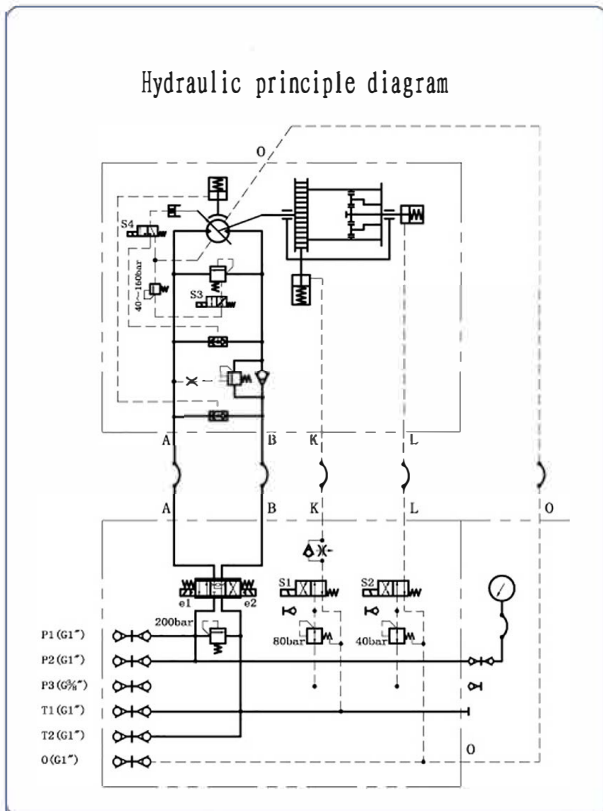 Hydraulic principle diagram
O
S4
40~160bar
S3
A B K L
A B K L O
e1 e2
S1 S2
200bar
80bar 40bar
P1(G1")
P2(G1")
P3(G⅜")
T1(G1")
T2(G1")
O(G1")
O